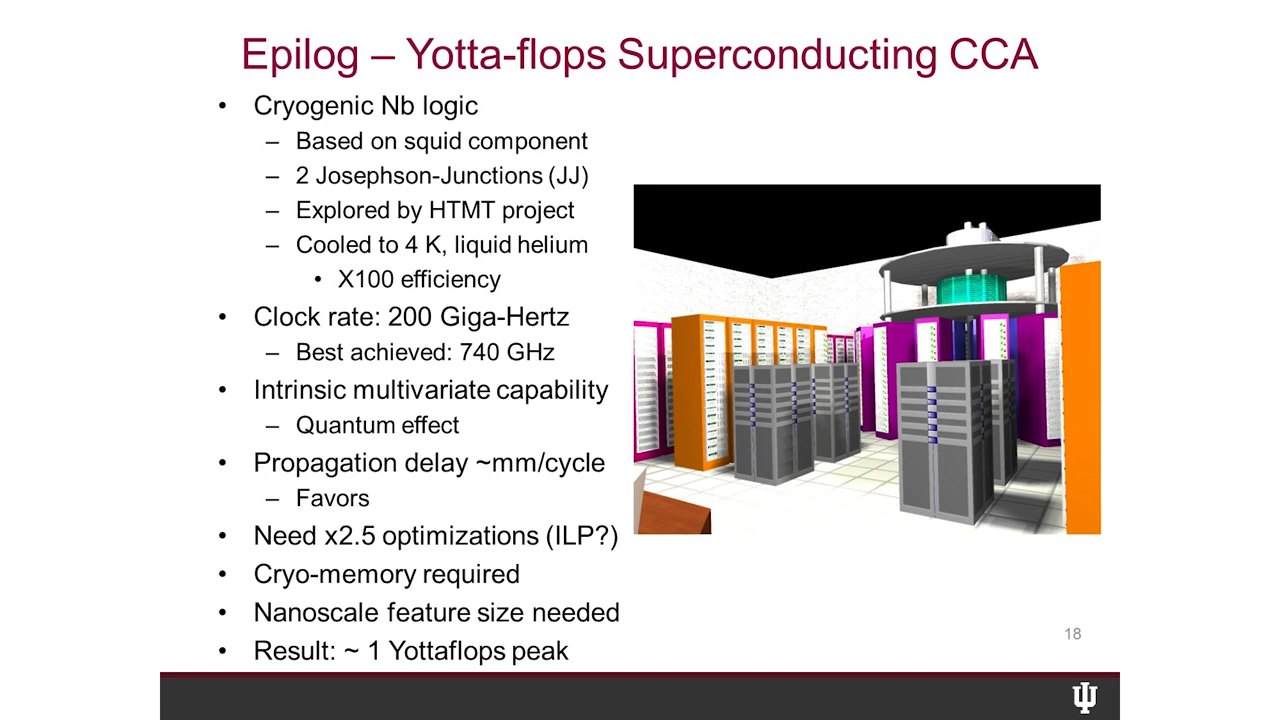 Epilog – Yotta-flops Superconducting CCA
• Cryogenic Nb logic
– Based on squid component
– 2 Josephson-Junctions (JJ)
– Explored by HTMT project
– Cooled to 4 K, liquid helium
• X100 efficiency
• Clock rate: 200 Giga-Hertz
– Best achieved: 740 GHz
• Intrinsic multivariate capability
– Quantum effect
• Propagation delay ~mm/cycle
– Favors
• Need x2.5 optimizations (ILP?)
• Cryo-memory required
• Nanoscale feature size needed
• Result: ~ 1 Yottaflops peak
18